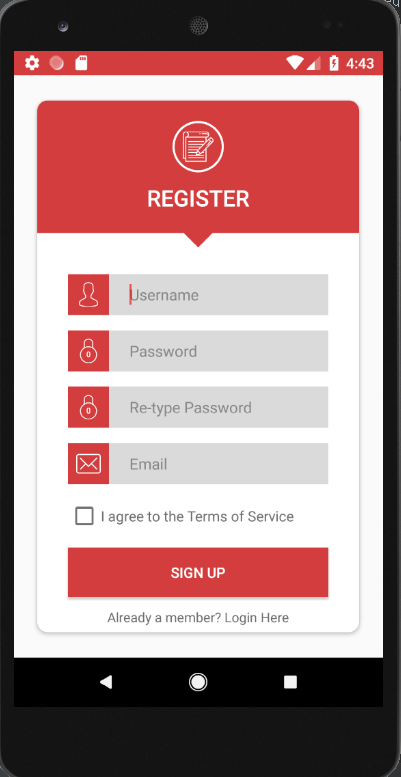 4:43
REGISTER
Username
Password
Re-type Password
Email
I agree to the Terms of Service
SIGN UP
Already a member? Login Here